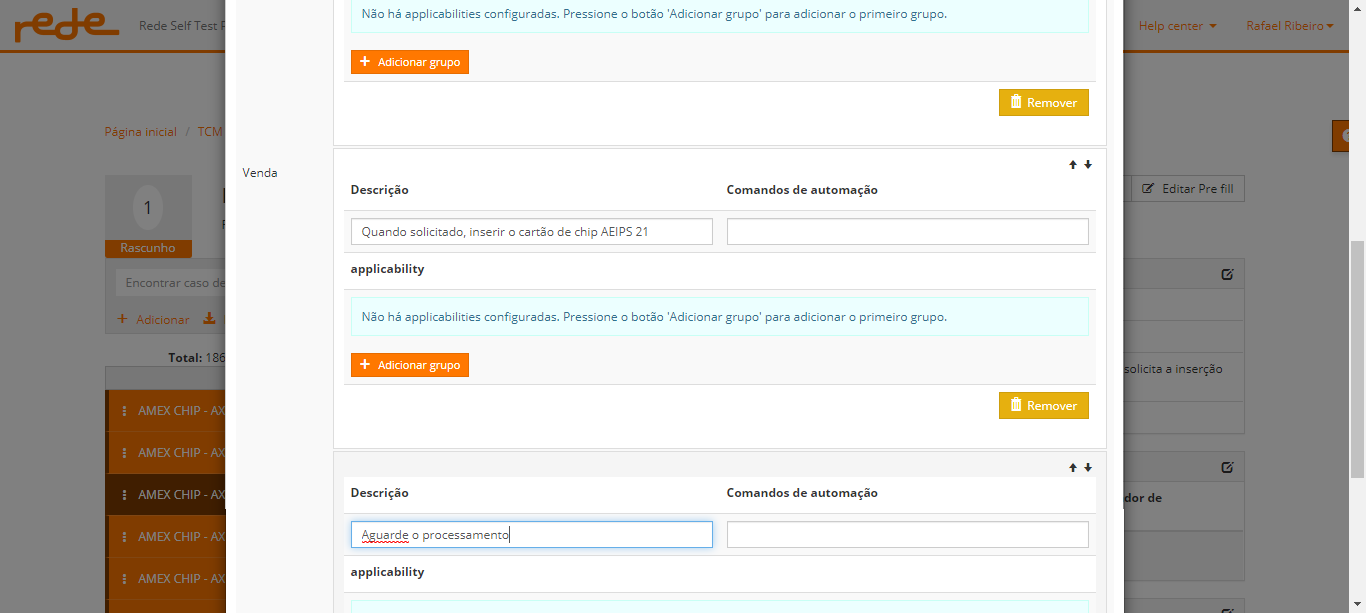 rede
Rede Self Test
Help center
Rafael Ribeiro
Não há applicabilities configuradas. Pressione o botão 'Adicionar grupo' para adicionar o primeiro grupo.
+ Adicionar grupo
Remover
Página inicial / TCM
Venda
Descrição
Comandos de automação
1
Rascunho
Editar Pre fill
Quando solicitado, inserir o cartão de chip AEIPS 21
applicability
Encontrar caso de
+ Adicionar
Não há applicabilities configuradas. Pressione o botão 'Adicionar grupo' para adicionar o primeiro grupo.
Total: 186
+ Adicionar grupo
solicita a inserção
Remover
AMEX CHIP - AX
AMEX CHIP - AX
AMEX CHIP - AX
AMEX CHIP - AX
AMEX CHIP - AX
Descrição
Comandos de automação
dor de
Aguarde o processamento
applicability